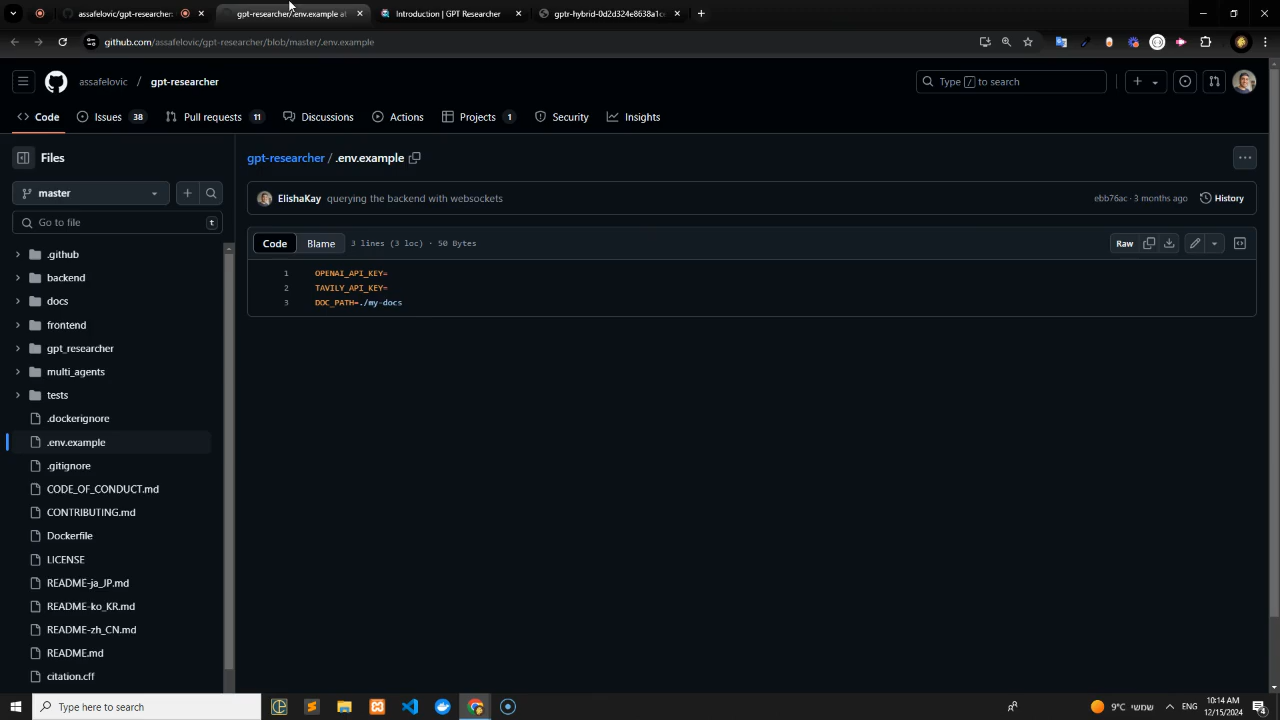 assafelovic/gpt-researcher:
gpt-researcher/.env.example at
Introduction | GPT Researcher
gptr-hybrid-0d2d324e8638a1ce
github.com/assafelovic/gpt-researcher/blob/master/.env.example
assafelovic / gpt-researcher
Type / to search
Code
Issues 38
Pull requests 11
Discussions
Actions
Projects 1
Security
Insights
Files
gpt-researcher / .env.example
master
ElishaKay querying the backend with websockets
ebb76ac · 3 months ago
History
Go to file t
Code Blame 3 lines (3 loc) · 50 Bytes
Raw
1 OPENAI_API_KEY=
2 TAVILY_API_KEY=
3 DOC_PATH=./my-docs
.github
backend
docs
frontend
gpt_researcher
multi_agents
tests
.dockerignore
.env.example
.gitignore
CODE_OF_CONDUCT.md
CONTRIBUTING.md
Dockerfile
LICENSE
README-ja_JP.md
README-ko_KR.md
README-zh_CN.md
README.md
citation.cff
Type here to search
9°C שמשי
ENG
10:14 AM
12/15/2024
4